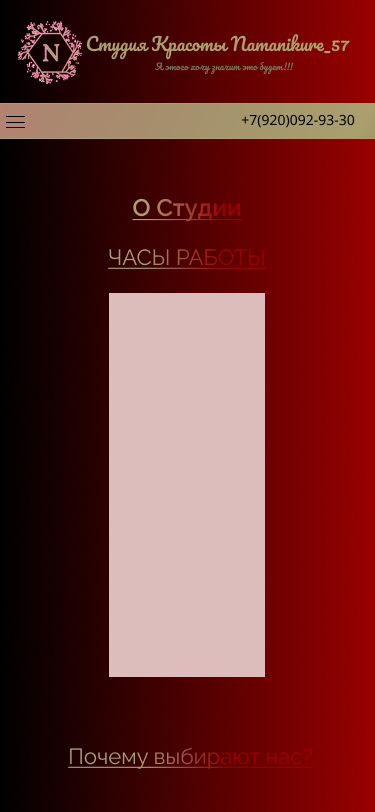 N
Студия Красоты Namanikure_57
Я этого хочу значит это будет!!!
+7(920)092-93-30
О Студии
ЧАСЫ РАБОТЫ
Почему выбирают нас?